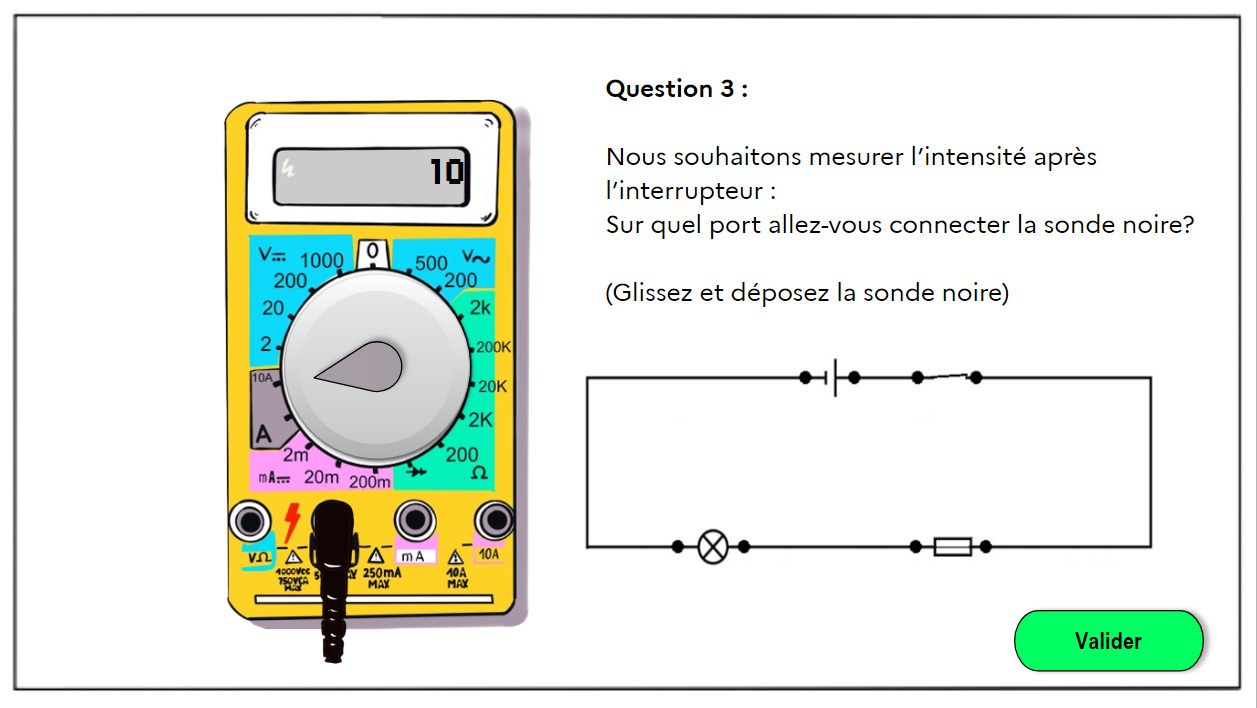 Question 3 :
Nous souhaitons mesurer l’intensité après
l’interrupteur :
Sur quel port allez-vous connecter la sonde noire?
(Glissez et déposez la sonde noire)
10
V 1000 0 500 V
200 200
20 2k
2 200K
10A 20K
A 2K
2m 200
mA 20m 200m Ω
VΩ mA 10A
1000Vcc 250mA 10A
750VCA MAX MAX
MAX
Valider